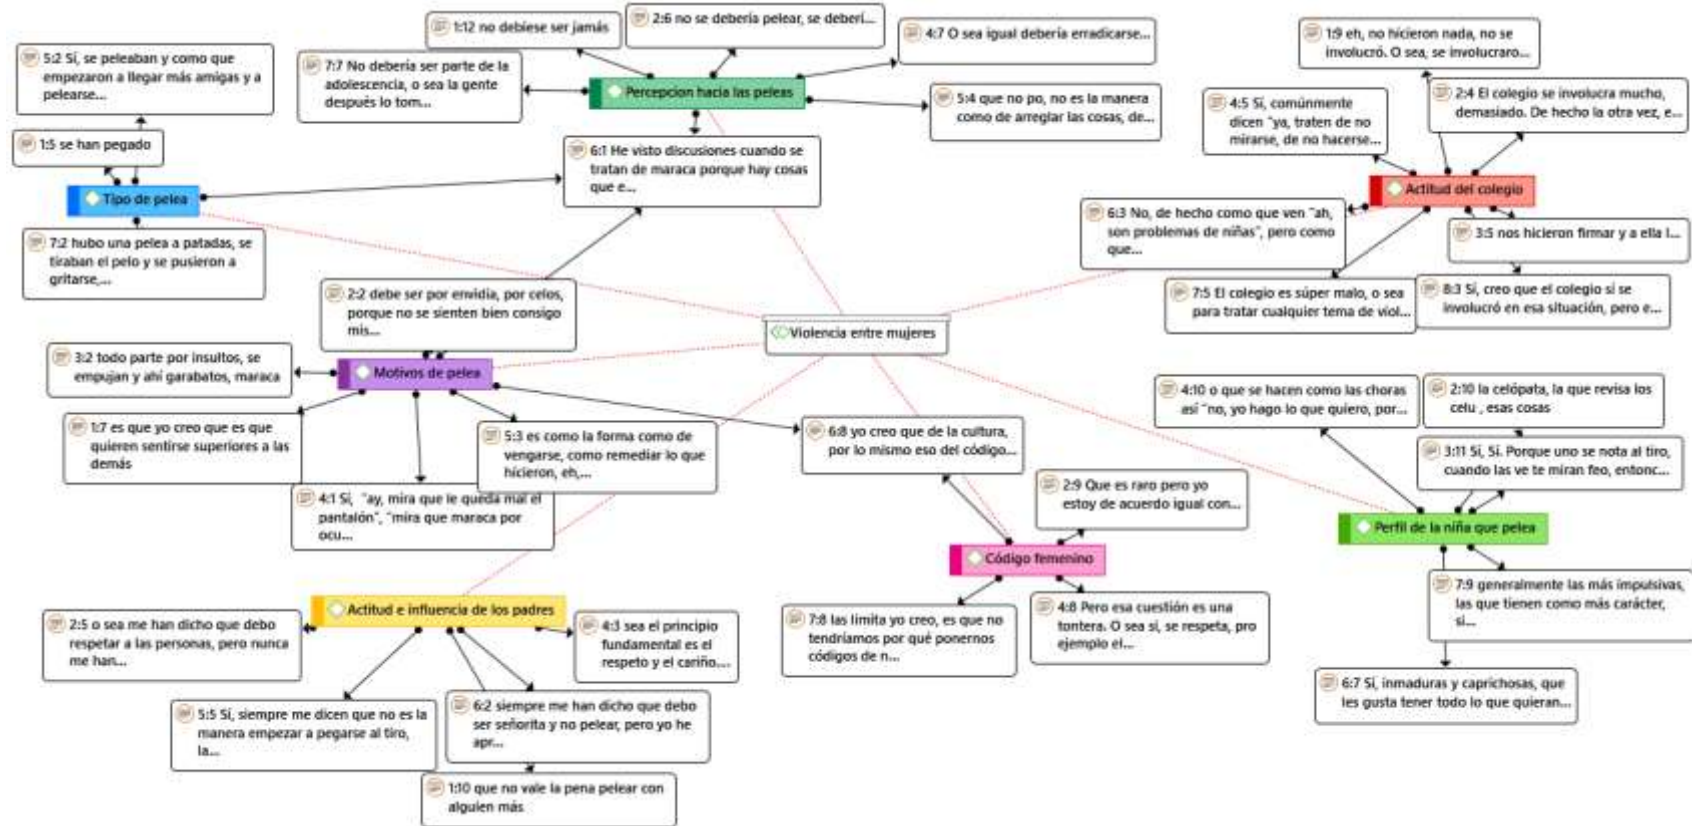 1:12 no debiese ser jamás
2:6 no se debería pelear, se deberí...
4:7 O sea igual debería erradicarse...
7:7 No debería ser parte de la
adolescencia, o sea la gente
después lo tom...
Percepcion hacia las peleas
5:4 que no po, no es la manera
como de arreglar las cosas, de...
6:1 He visto discusiones cuando se
tratan de maraca porque hay cosas
que e...
5:2 Sí, se peleaban y como que
empezaron a llegar más amigas y a
pelearse...
1:5 se han pegado
Tipo de pelea
7:2 hubo una pelea a patadas, se
tiraban el pelo y se pusieron a
gritarse,...
1:9 eh, no hicieron nada, no se
involucró. O sea, se involucraro...
4:5 Sí, comúnmente
dicen "ya, traten de no
mirarse, de no hacerse...
2:4 El colegio se involucra mucho,
demasiado. De hecho la otra vez, e...
Actitud del colegio
6:3 No, de hecho como que ven "ah,
son problemas de niñas", pero como
que...
3:5 nos hicieron firmar y a ella l...
7:5 El colegio es súper malo, o sea
para tratar cualquier tema de viol...
8:3 Sí, creo que el colegio sí se
involucró en esa situación, pero e...
Violencia entre mujeres
2:2 debe ser por envidia, por celos,
porque no se sienten bien consigo
mis...
3:2 todo parte por insultos, se
empujan y ahí garabatos, maraca
Motivos de pelea
1:7 es que yo creo que es que
quieren sentirse superiores a las
demás
5:3 es como la forma como de
vengarse, como remediar lo que
hicieron, eh,...
4:1 Sí, "ay, mira que le queda mal el
pantalón", "mira que maraca por
ocu...
6:8 yo creo que de la cultura,
por lo mismo eso del código...
2:9 Que es raro pero yo
estoy de acuerdo igual con...
Código femenino
7:8 las limita yo creo, es que no
tendríamos por qué ponernos
códigos de n...
4:8 Pero esa cuestión es una
tontera. O sea sí, se respeta, pro
ejemplo el...
4:10 o que se hacen como las choras
así "no, yo hago lo que quiero, por...
2:10 la celópata, la que revisa los
celu , esas cosas
3:11 Sí, Sí. Porque uno se nota al tiro,
cuando las ve te miran feo, entonc...
Perfil de la niña que pelea
7:9 generalmente las más impulsivas,
las que tienen como más carácter,
si...
6:7 Sí, inmaduras y caprichosas, que
les gusta tener todo lo que quieran...
Actitud e influencia de los padres
2:5 o sea me han dicho que debo
respetar a las personas, pero nunca
me han...
4:3 sea el principio
fundamental es el
respeto y el cariño....
5:5 Sí, siempre me dicen que no es la
manera empezar a pegarse al tiro,
la...
6:2 siempre me han dicho que debo
ser señorita y no pelear, pero yo he
apr...
1:10 que no vale la pena pelear con
alguien más